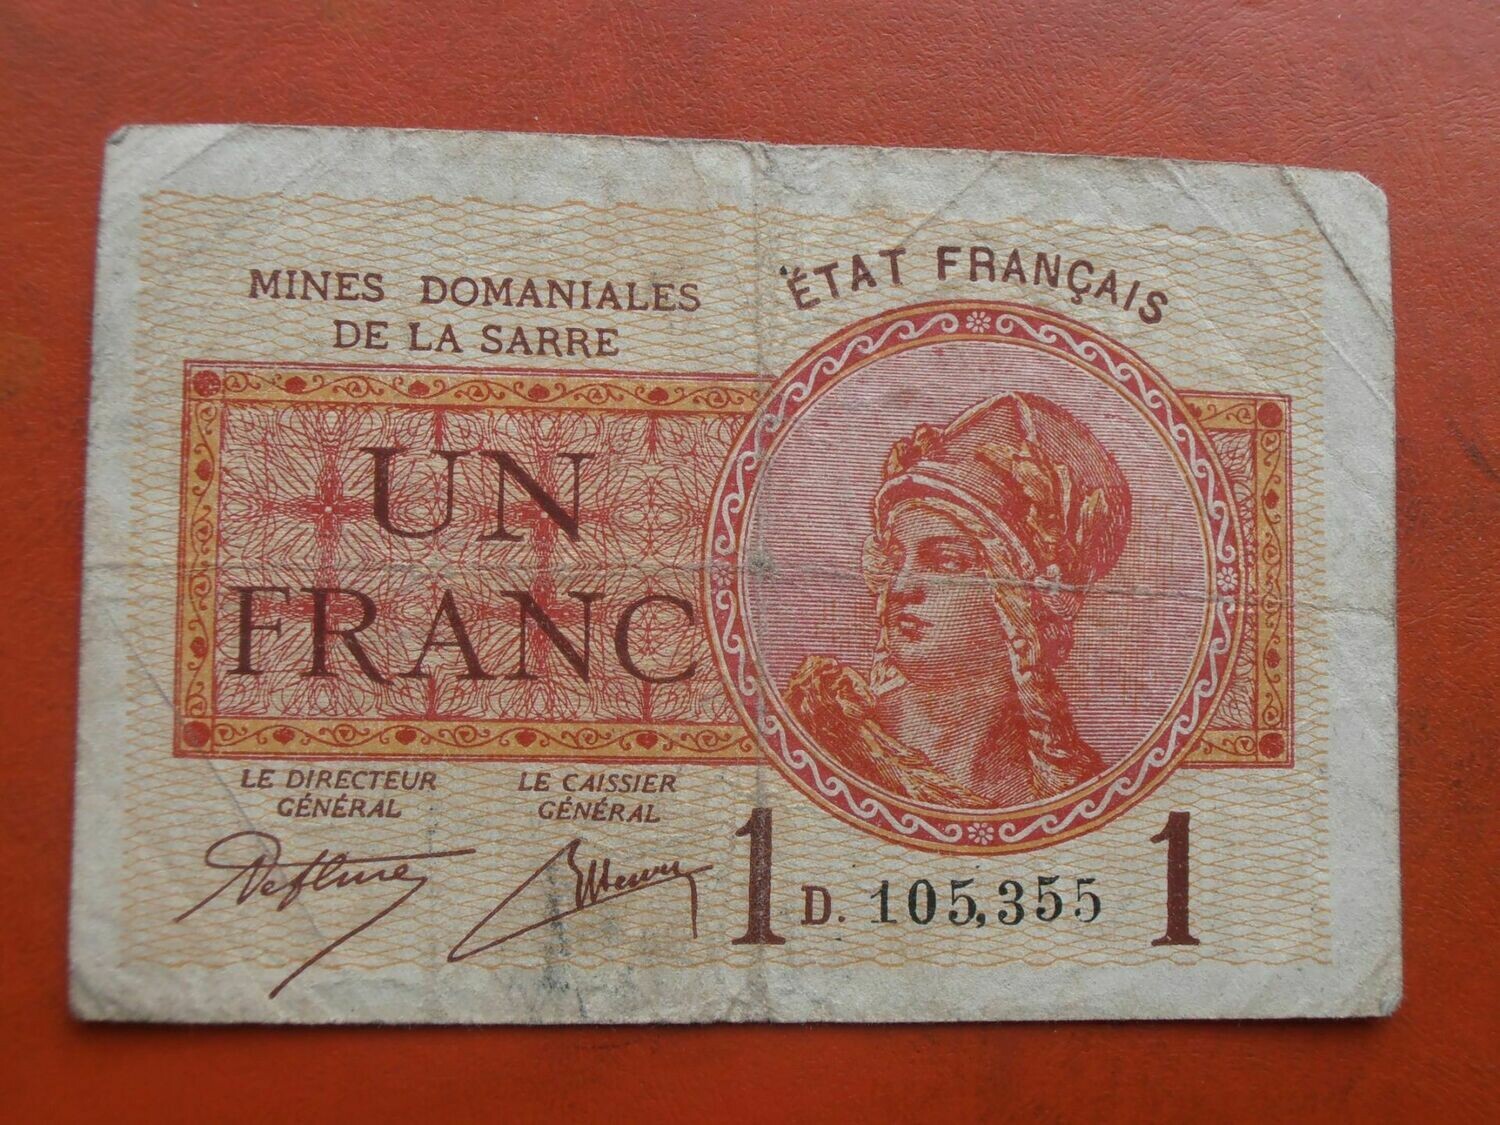 MINES DOMANIALES
DE LA SARRE
ÉTAT FRANÇAIS
UN
FRANC
LE DIRECTEUR
GÉNÉRAL
LE CAISSIER
GÉNÉRAL
1 D. 105,355 1